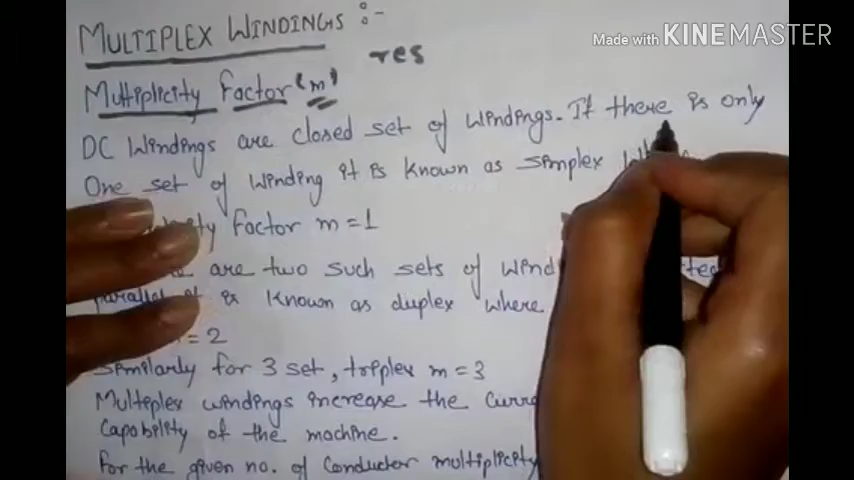 MULTIPLEX WINDINGS :-
Made with KINEMASTER
res
Multiplicity Factor (m)
DC Windings are closed set of windings. If there is only
One set of winding it is known as simplex
Factor m = 1
are two such sets of
parallel it is known as duplex where
= 2
Similarly for 3 set, triplex m = 3
Multiplex windings increase the
Capability of the machine.
For the given no. of conductor multiplicity